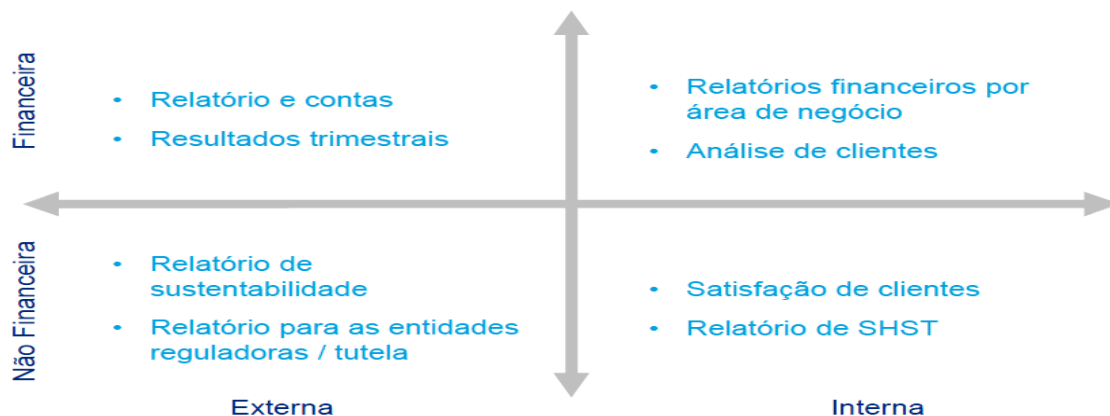 Financeira
• Relatório e contas
• Resultados trimestrais
• Relatórios financeiros por
área de negócio
• Análise de clientes
Não Financeira
• Relatório de
sustentabilidade
• Relatório para as entidades
reguladoras / tutela
• Satisfação de clientes
• Relatório de SHST
Externa
Interna